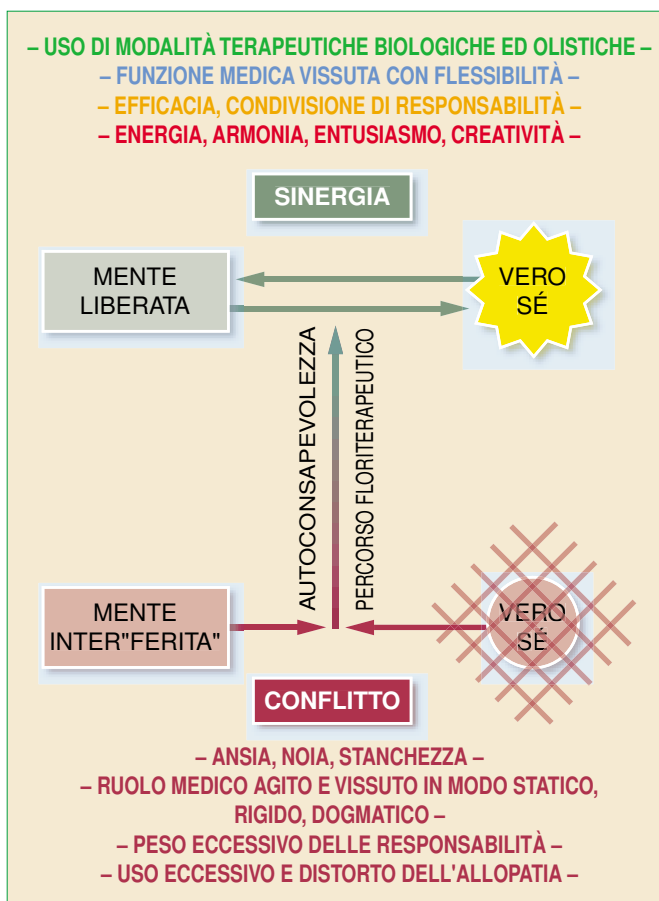 – USO DI MODALITÀ TERAPEUTICHE BIOLOGICHE ED OLISTICHE –
– FUNZIONE MEDICA VISSUTA CON FLESSIBILITÀ –
– EFFICACIA, CONDIVISIONE DI RESPONSABILITÀ –
– ENERGIA, ARMONIA, ENTUSIASMO, CREATIVITÀ –
SINERGIA
MENTE
LIBERATA
VERO
SÉ
AUTOCONSAPEVOLEZZA
PERCORSO FLORITERAPEUTICO
MENTE
INTER"FERITA"
VERO
SÉ
CONFLITTO
– ANSIA, NOIA, STANCHEZZA –
– RUOLO MEDICO AGITO E VISSUTO IN MODO STATICO,
RIGIDO, DOGMATICO –
– PESO ECCESSIVO DELLE RESPONSABILITÀ –
– USO ECCESSIVO E DISTORTO DELL'ALLOPATIA –